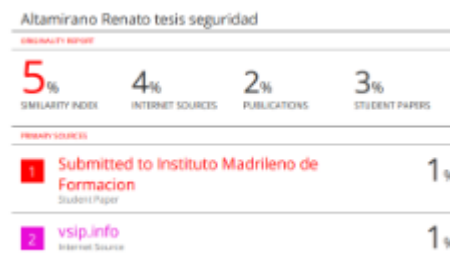 Altamirano Renato tesis seguridad
ORIGINALITY REPORT
5% 4% 2% 3%
SIMILARITY INDEX INTERNET SOURCES PUBLICATIONS STUDENT PAPERS
PRIMARY SOURCES
1 Submitted to Instituto Madrileno de 1%
Formacion
Student Paper
2 vsip.info 1%
Internet Source